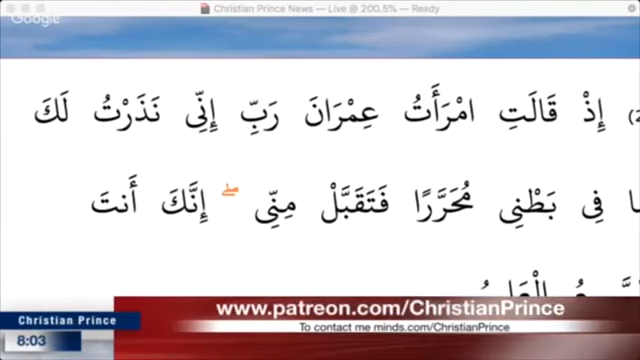 Christian Prince News — Live @ 200.5% — Ready
Google
إِذْ قَالَتِ امْرَأَتُ عِمْرَانَ رَبِّ إِنِّي نَذَرْتُ لَكَ
فِي بَطْنِي مُحَرَّرًا فَتَقَبَّلْ مِنِّي ۖ إِنَّكَ أَنتَ
www.patreon.com/ChristianPrince
To contact me minds.com/ChristianPrince
Christian Prince
8:03